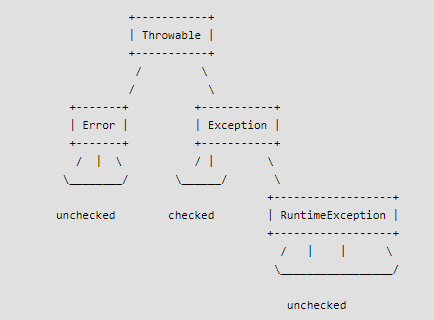 Throwable
Error Exception
unchecked checked
RuntimeException
unchecked